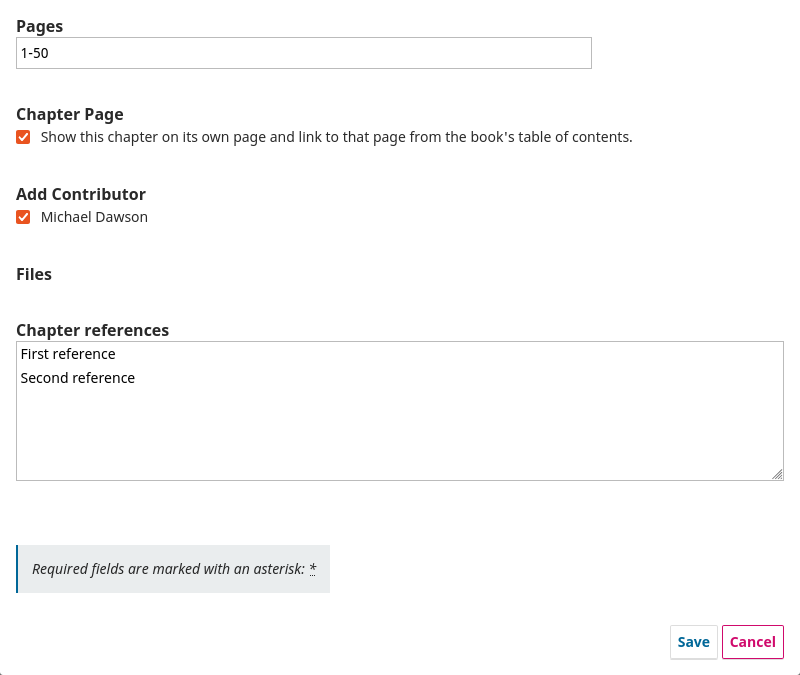 Pages
1-50
Chapter Page
Show this chapter on its own page and link to that page from the book's table of contents.
Add Contributor
Michael Dawson
Files
Chapter references
First reference
Second reference
Required fields are marked with an asterisk: *
Save
Cancel